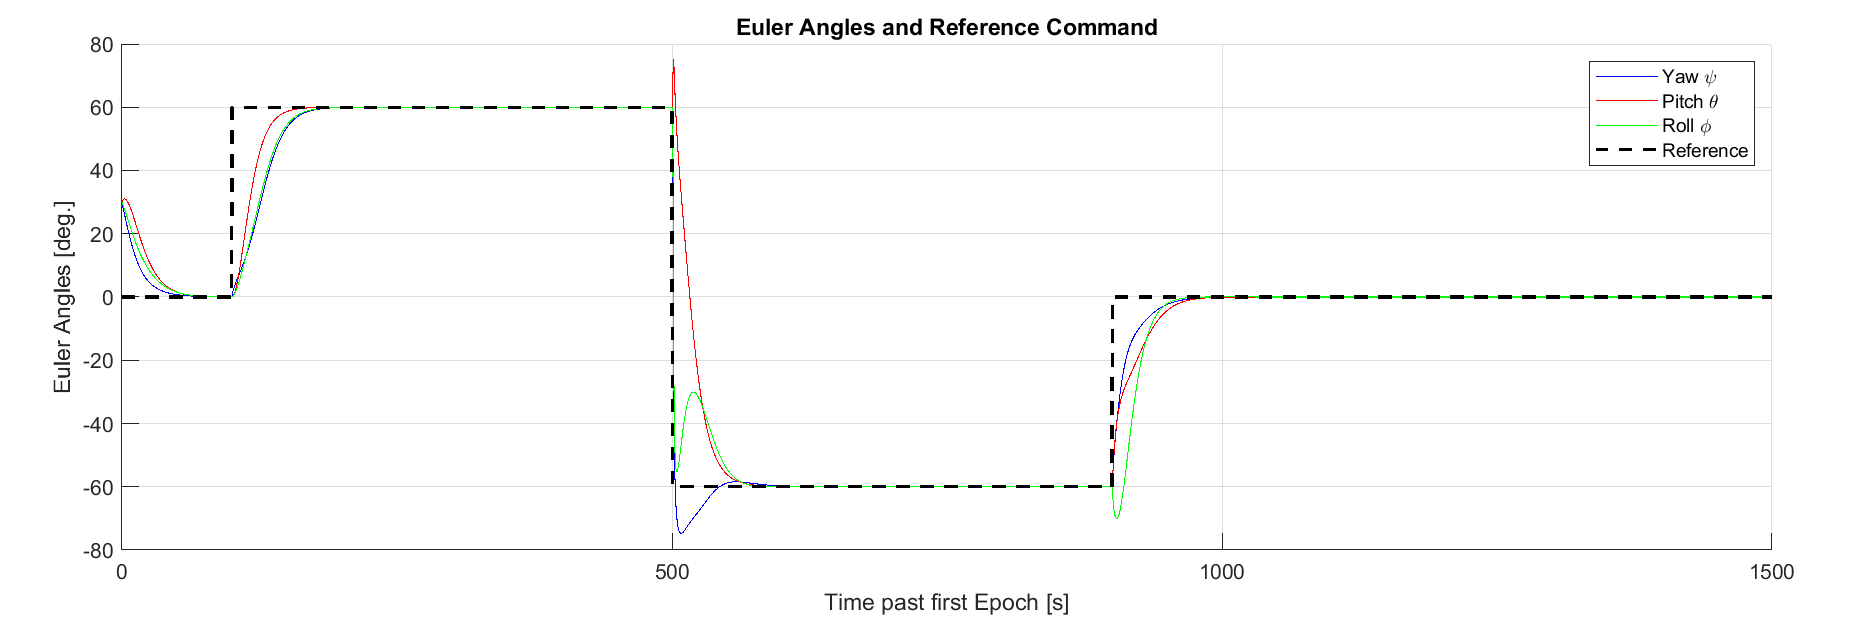 Euler Angles and Reference Command
80
60
40
20
0
-20
-40
-60
-80
Euler Angles [deg.]
Yaw ψ
Pitch θ
Roll ϕ
Reference
0
500
1000
1500
Time past first Epoch [s]